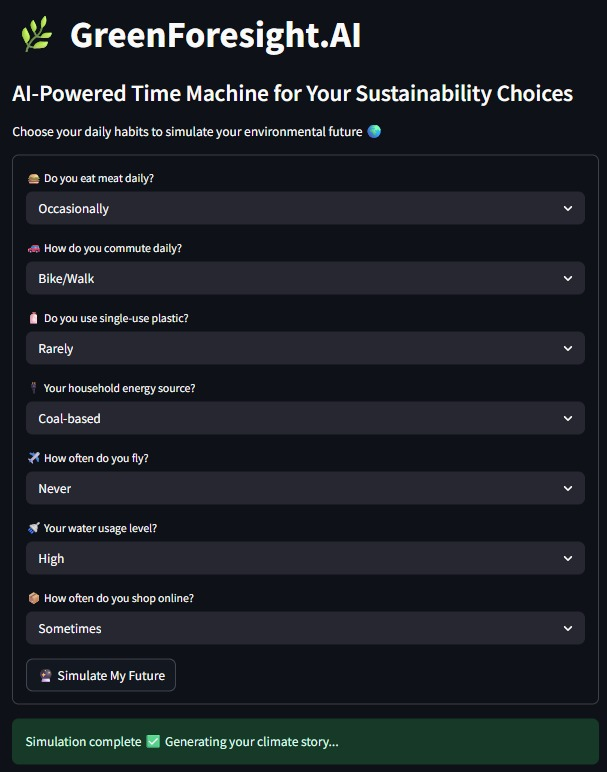 GreenForesight.AI
AI-Powered Time Machine for Your Sustainability Choices
Choose your daily habits to simulate your environmental future
Do you eat meat daily?
Occasionally
How do you commute daily?
Bike/Walk
Do you use single-use plastic?
Rarely
Your household energy source?
Coal-based
How often do you fly?
Never
Your water usage level?
High
How often do you shop online?
Sometimes
Simulate My Future
Simulation complete ✅ Generating your climate story...